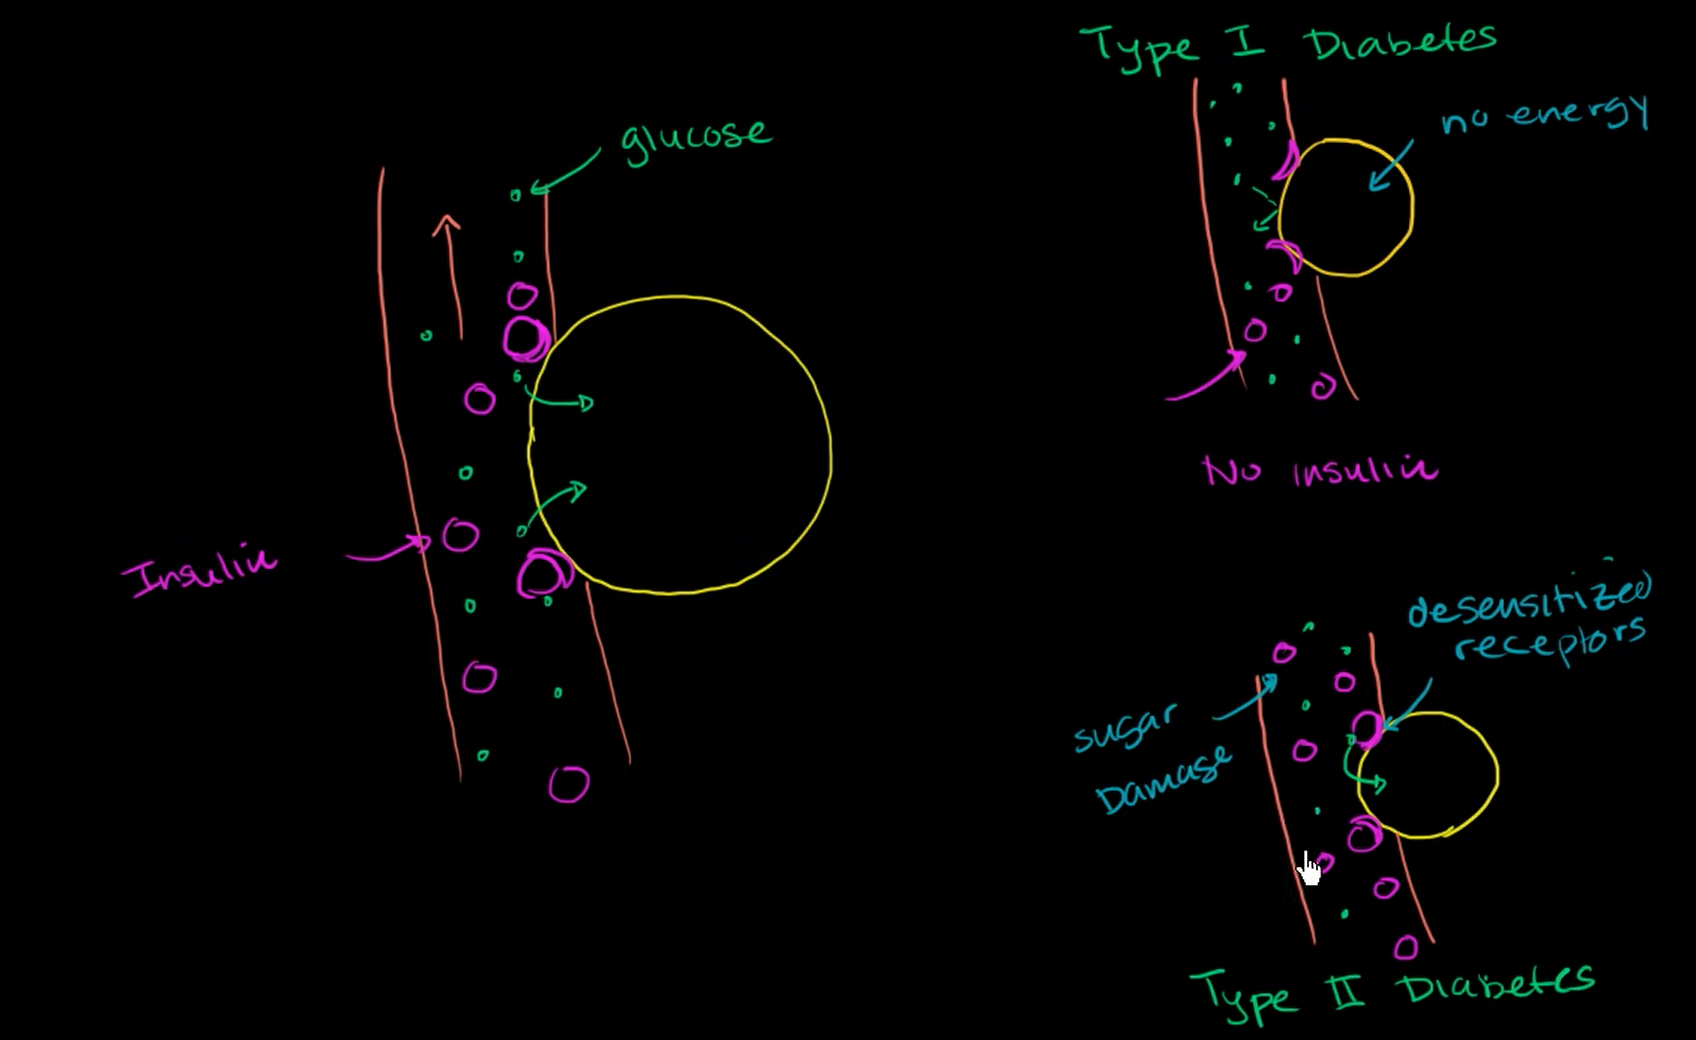 glucose
Insulin
Type I Diabetes
no energy
No insulin
desensitized
receptors
sugar
Damage
Type II Diabetes